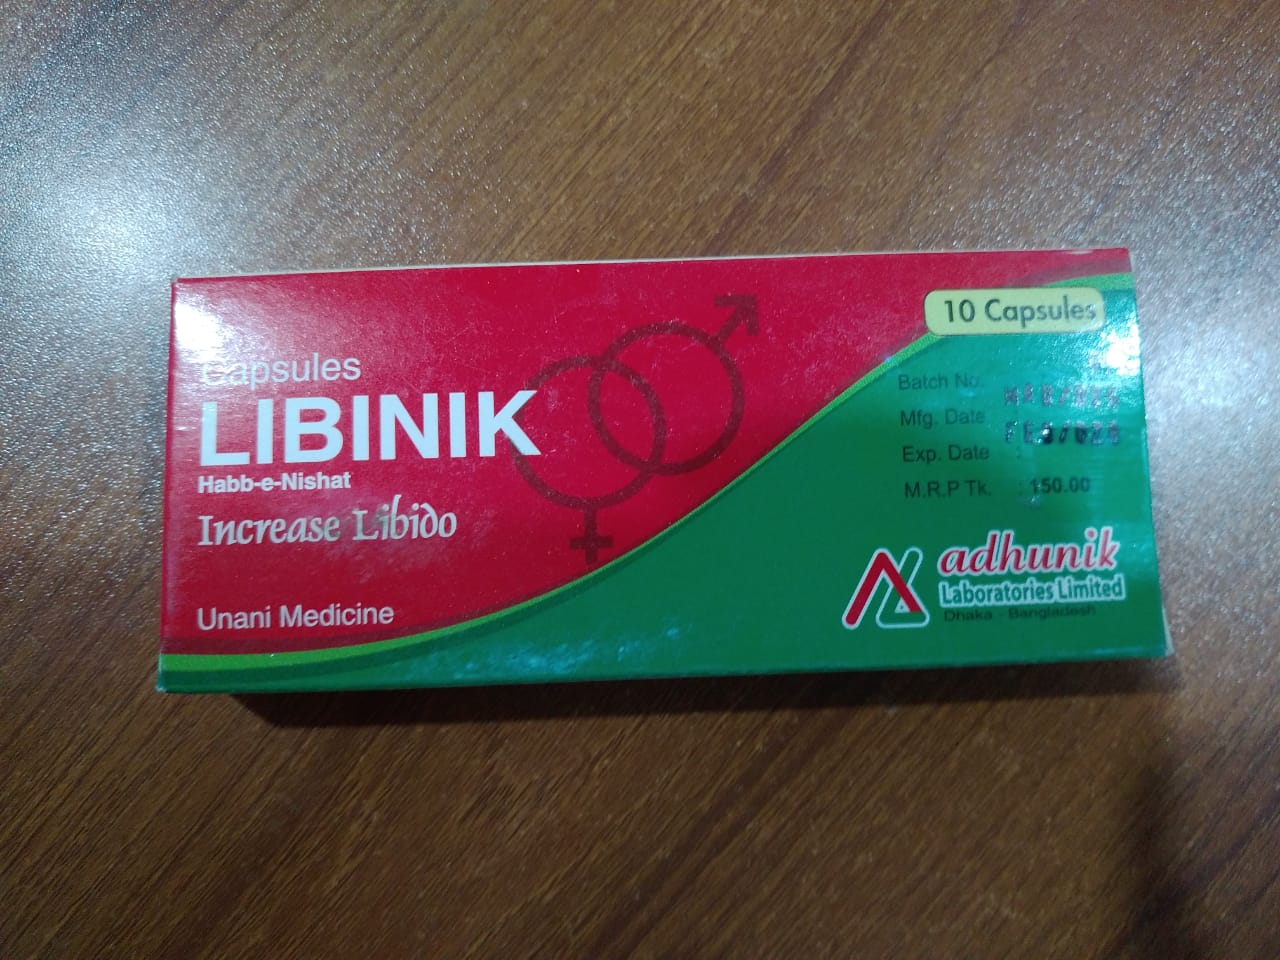 Capsules
LIBINIK
Habb-e-Nishat
Increase Libido
Unani Medicine
10 Capsules
Batch No.
Mfg. Date
Exp. Date :
M.R.P Tk. : 150.00
adhunik
Laboratories Limited
Dhaka - Bangladesh